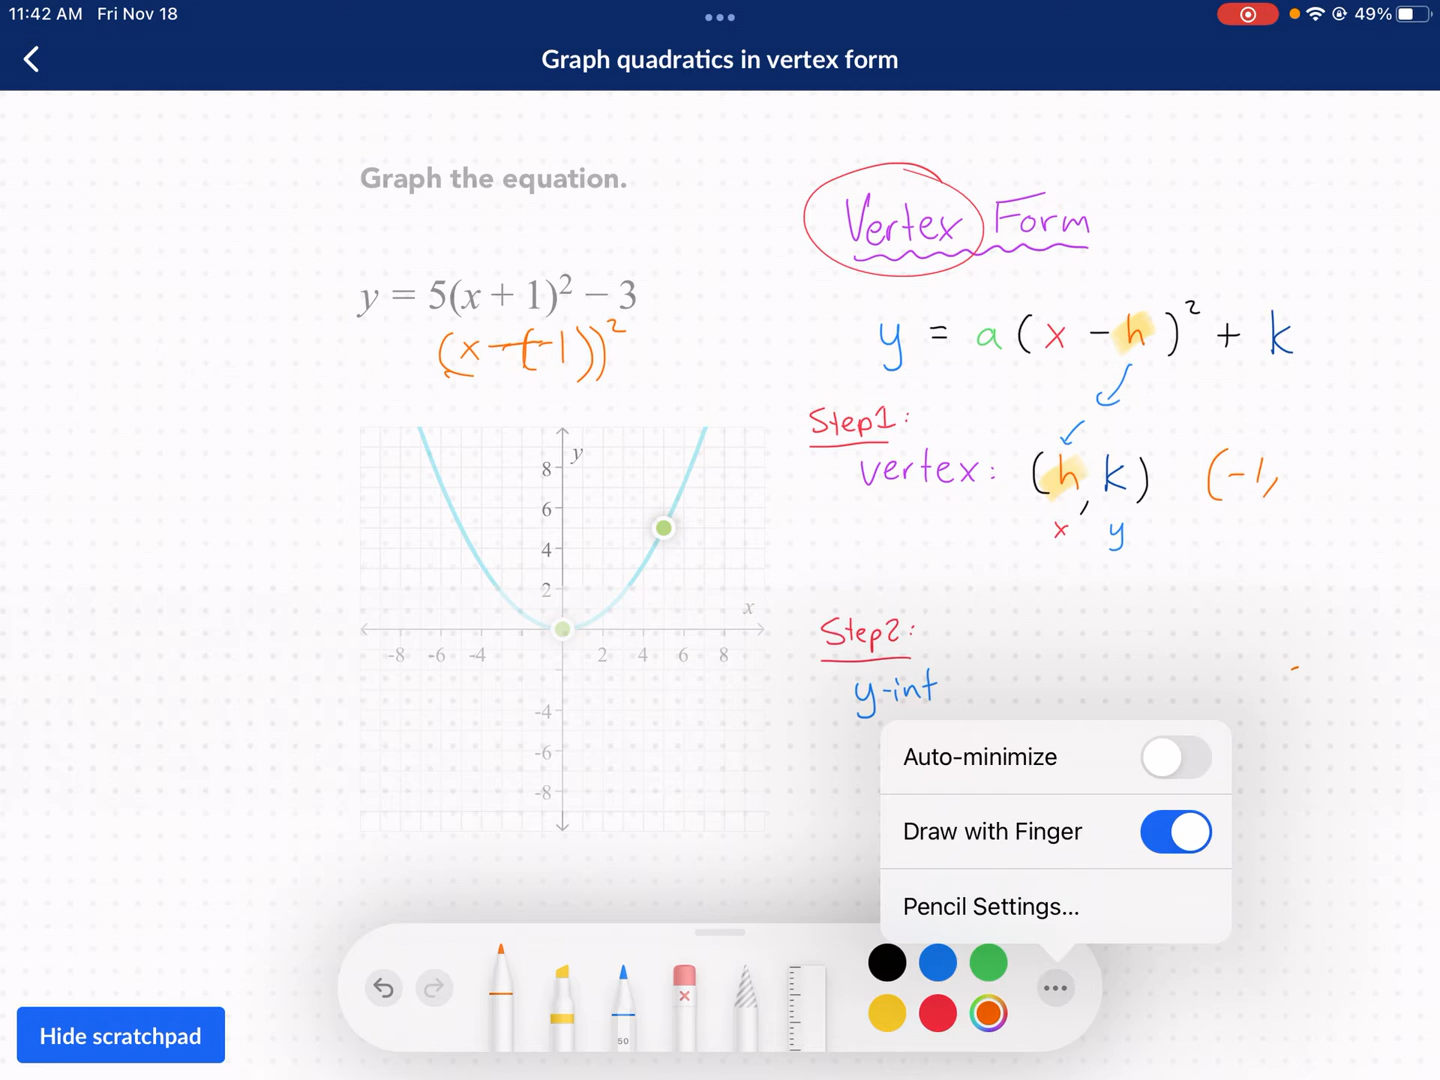 11:42 AM Fri Nov 18
49%
Graph quadratics in vertex form
Graph the equation.
Vertex Form
y = 5(x + 1)² − 3
(x-(-1))²
y = a(x - h)² + k
Step1:
vertex: (h, k) (-1,
x y
y
8
6
4
2
x
-8 -6 -4 2 4 6 8
-4
-6
-8
Step2:
y-int
Auto-minimize
Draw with Finger
Pencil Settings...
50
Hide scratchpad